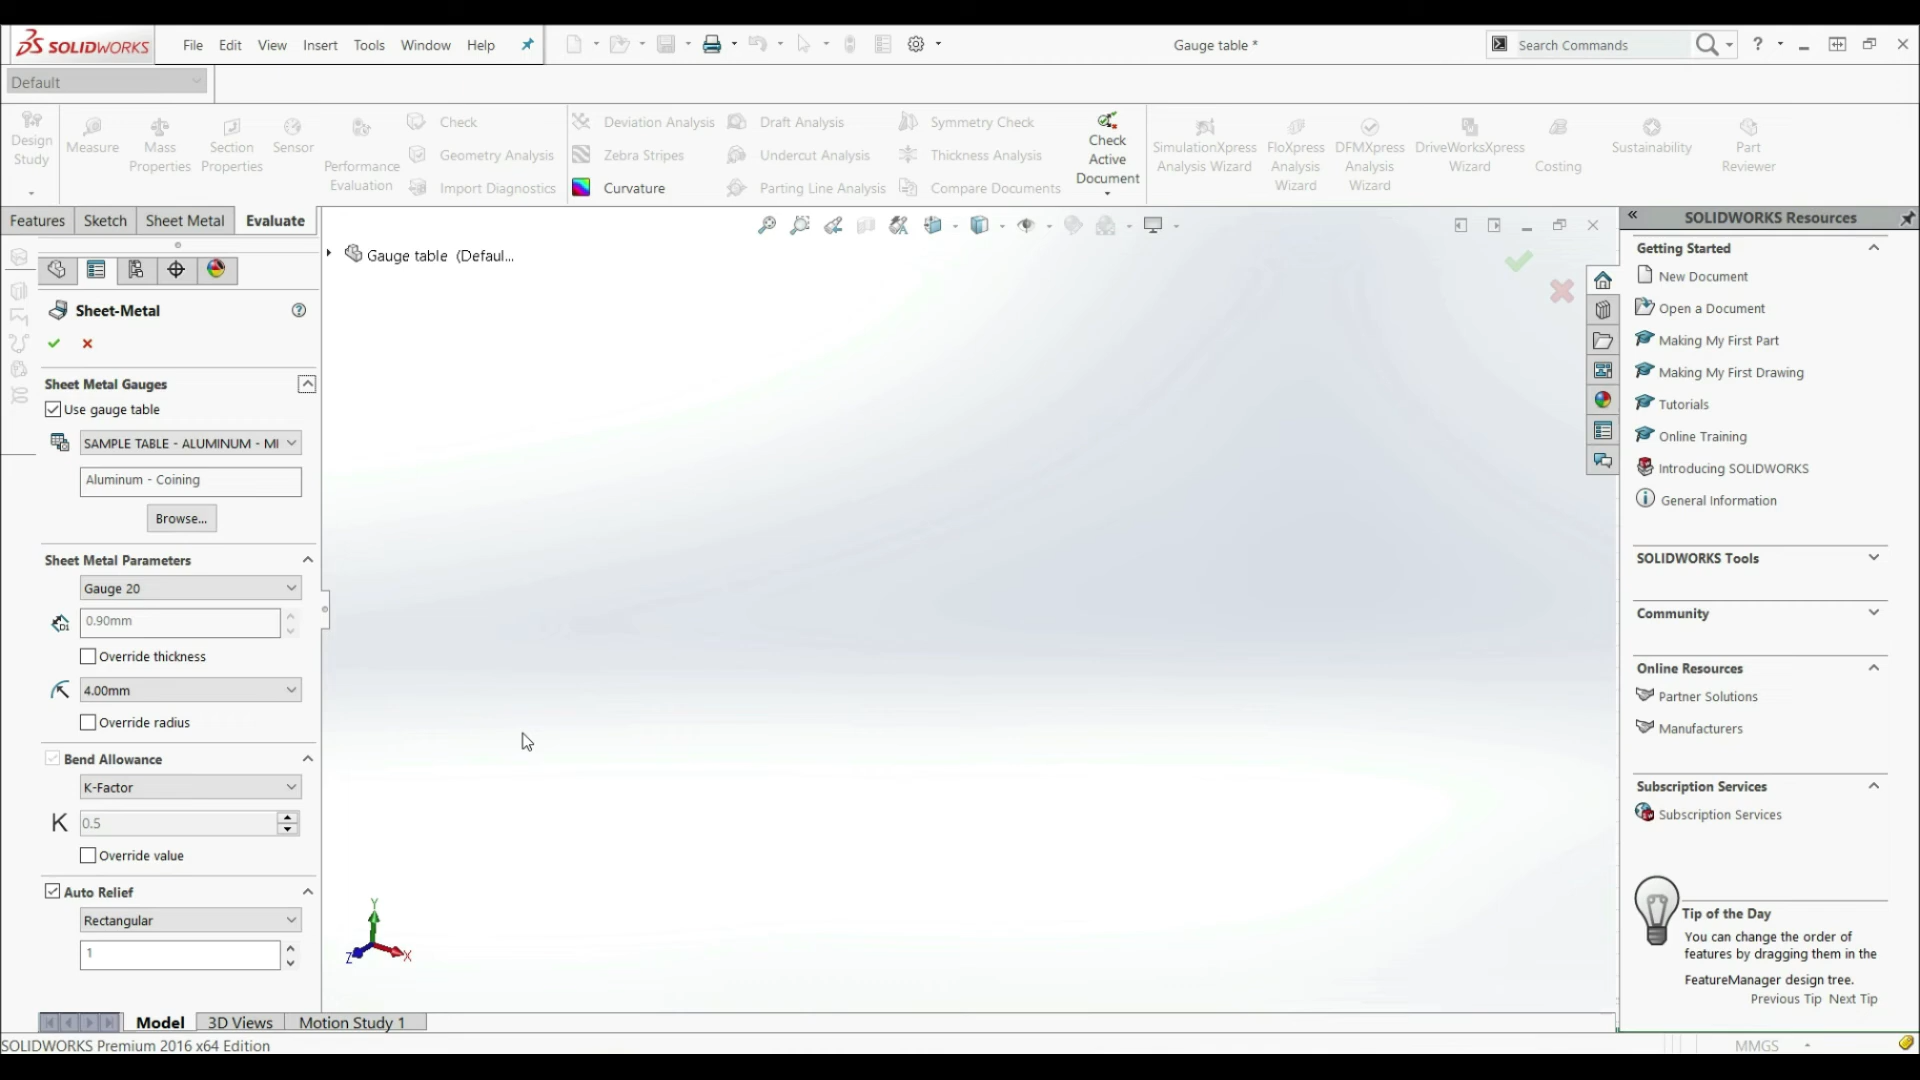 SOLIDWORKS File Edit View Insert Tools Window Help Gauge table * Search Commands ?
Default
Design Study
Measure
Mass Properties
Section Properties
Sensor
Performance Evaluation
Check
Geometry Analysis
Import Diagnostics
Deviation Analysis
Zebra Stripes
Curvature
Draft Analysis
Undercut Analysis
Parting Line Analysis
Symmetry Check
Thickness Analysis
Compare Documents
Check Active Document
SimulationXpress Analysis Wizard
FloXpress Analysis Wizard
DFMXpress Analysis Wizard
DriveWorksXpress Wizard
Costing
Sustainability
Part Reviewer
Features Sketch Sheet Metal Evaluate
Gauge table (Defaul...
Sheet-Metal
Sheet Metal Gauges
Use gauge table
SAMPLE TABLE - ALUMINUM - MI
Aluminum - Coining
Browse...
Sheet Metal Parameters
Gauge 20
0.90mm
Override thickness
4.00mm
Override radius
Bend Allowance
K-Factor
K 0.5
Override value
Auto Relief
Rectangular
1
Y
Z X
Model 3D Views Motion Study 1
SOLIDWORKS Premium 2016 x64 Edition
MMGS
SOLIDWORKS Resources
Getting Started
New Document
Open a Document
Making My First Part
Making My First Drawing
Tutorials
Online Training
Introducing SOLIDWORKS
General Information
SOLIDWORKS Tools
Community
Online Resources
Partner Solutions
Manufacturers
Subscription Services
Subscription Services
Tip of the Day
You can change the order of
features by dragging them in the
FeatureManager design tree.
Previous Tip Next Tip